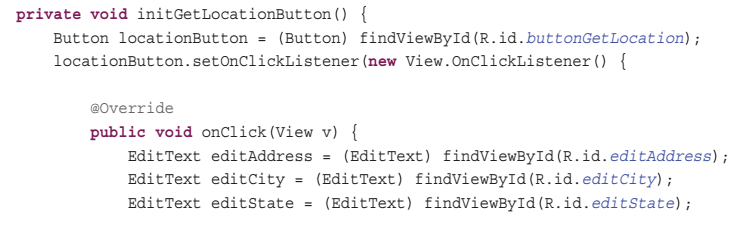 private void initGetLocationButton() {
    Button locationButton = (Button) findViewById(R.id.buttonGetLocation);
    locationButton.setOnClickListener(new View.OnClickListener() {
        @Override
        public void onClick(View v) {
            EditText editAddress = (EditText) findViewById(R.id.editAddress);
            EditText editCity = (EditText) findViewById(R.id.editCity);
            EditText editState = (EditText) findViewById(R.id.editState);